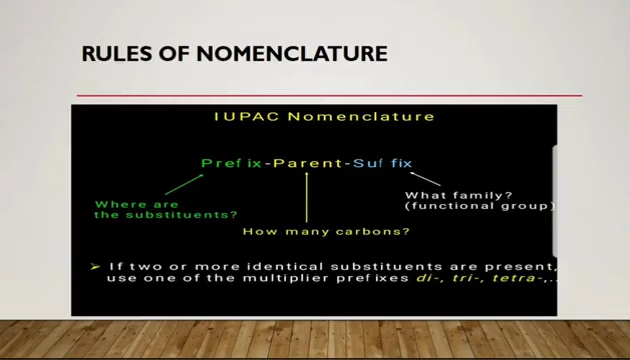 RULES OF NOMENCLATURE
IUPAC Nomenclature
Prefix-Parent-Suffix
Where are
the substituents?
What family?
(functional group)
How many carbons?
➤ If two or more identical substituents are present,
use one of the multiplier prefixes di-, tri-, tetra-,..